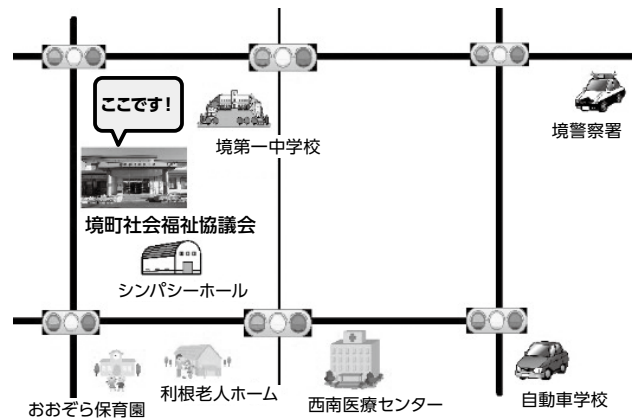 ここです!
境第一中学校
境警察署
境町社会福祉協議会
シンパシーホール
おおぞら保育園
利根老人ホーム
西南医療センター
自動車学校